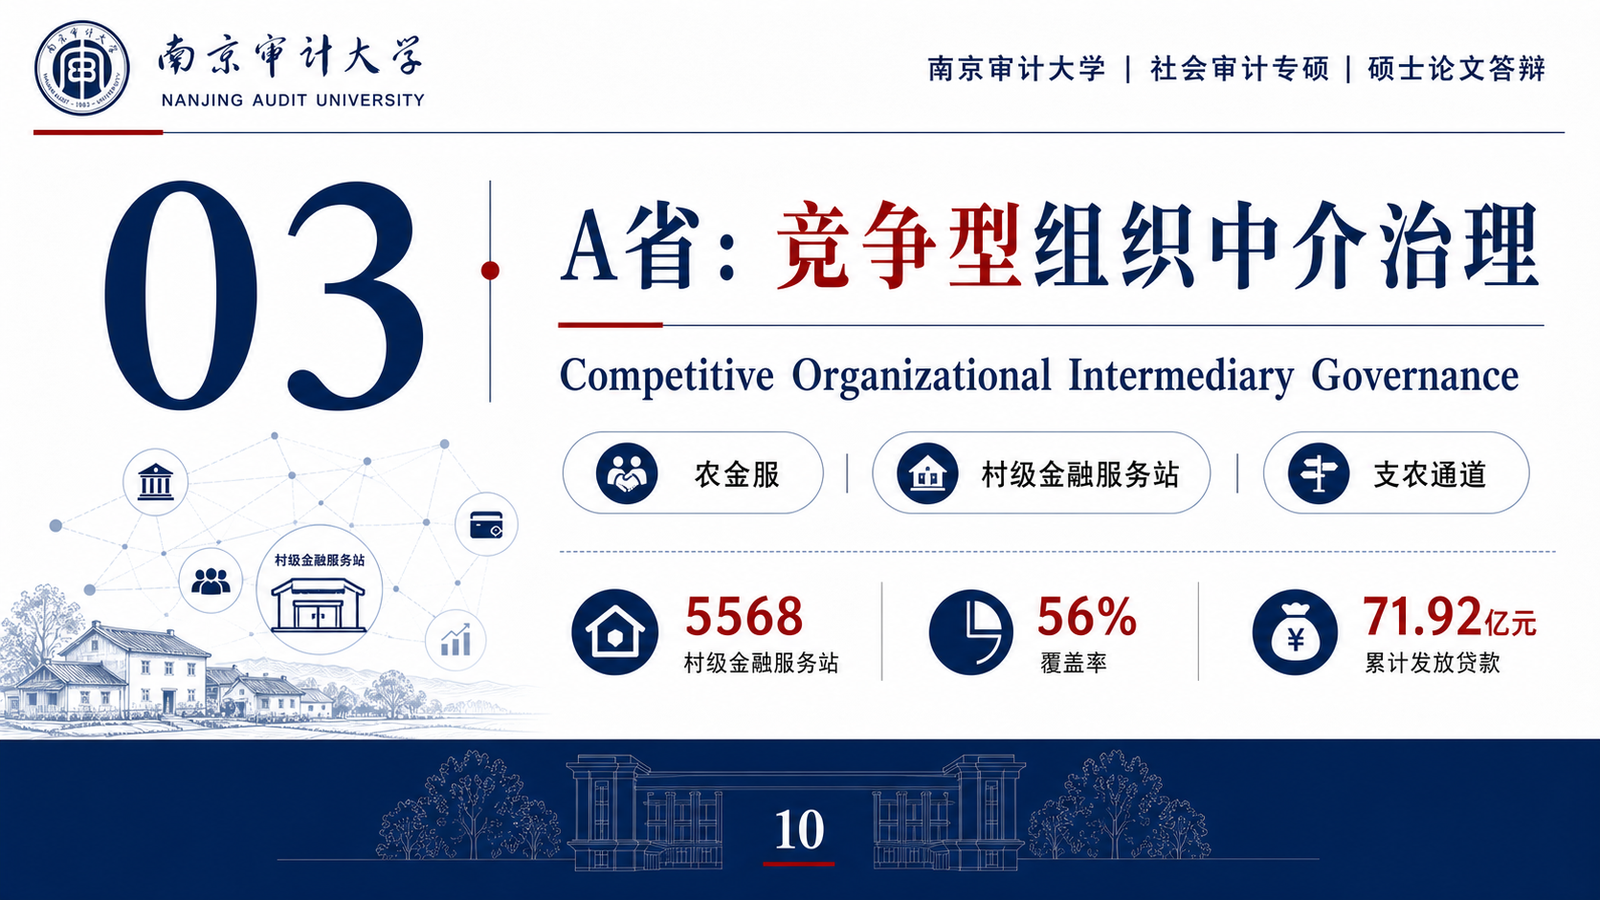 南京审计大学
NANJING AUDIT UNIVERSITY
南京审计大学 | 社会审计专硕 | 硕士论文答辩
03
A省：竞争型组织中介治理
Competitive Organizational Intermediary Governance
农金服
村级金融服务站
支农通道
村级金融服务站
5568
村级金融服务站
56%
覆盖率
71.92亿元
累计发放贷款
10